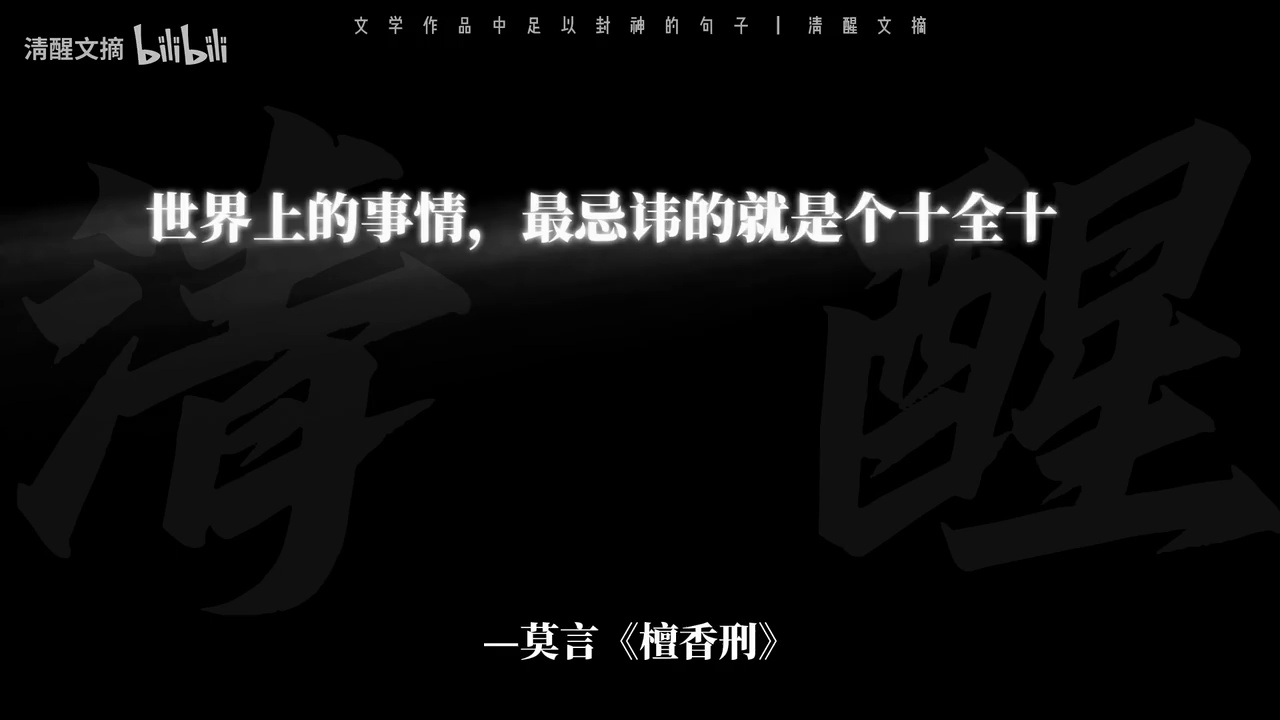 文学作品中足以封神的句子 | 清醒文摘
清醒文摘 bilibili
清醒
世界上的事情，最忌讳的就是个十全十
—莫言《檀香刑》